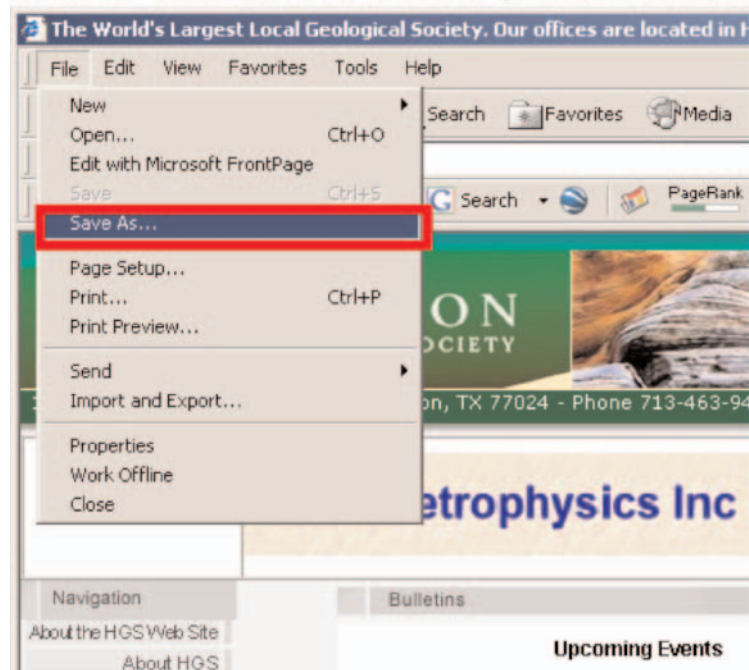 The World's Largest Local Geological Society. Our offices are located in
File Edit View Favorites Tools Help
New
Open... Ctrl+O
Edit with Microsoft FrontPage
Save Ctrl+S
Save As...
Page Setup...
Print... Ctrl+P
Print Preview...
Send
Import and Export...
Properties
Work Offline
Close
Search Favorites Media
G Search PageRank
ON
OCIETY
on, TX 77024 - Phone 713-463-94
etrophysics Inc
Navigation
About the HGS Web Site
About HGS
Bulletins
Upcoming Events